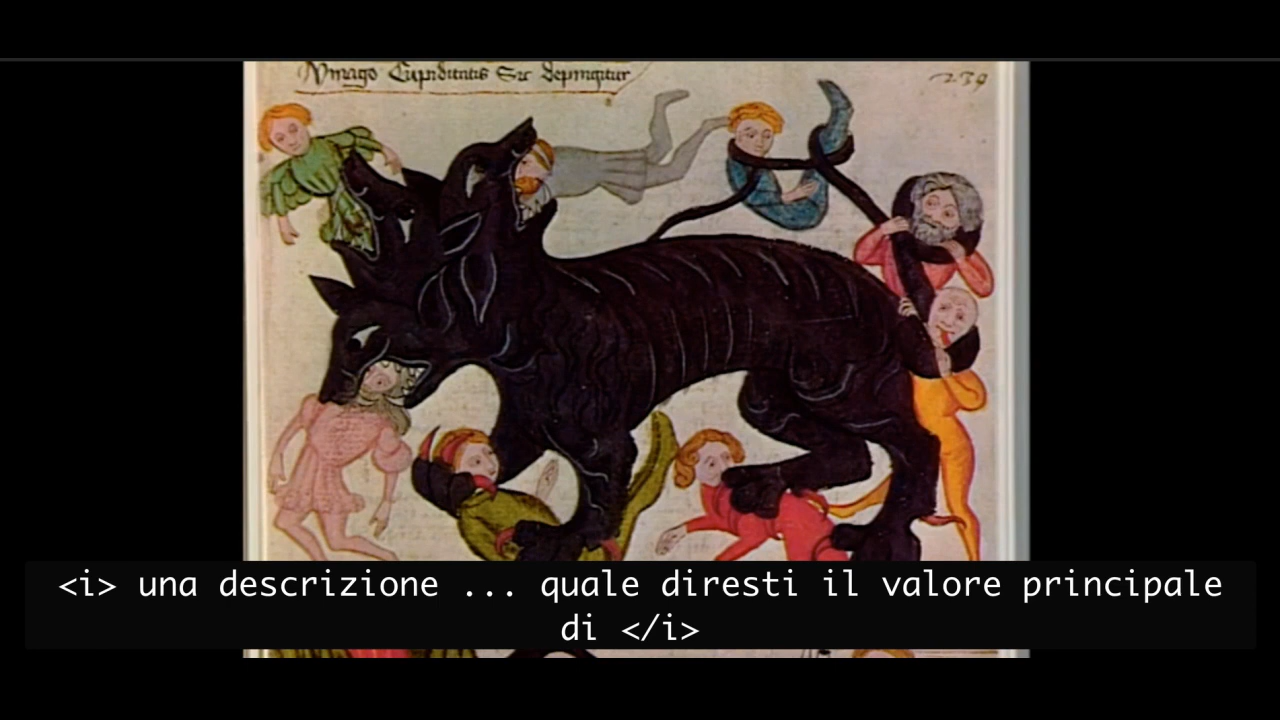 Ymago Cupiditatis Sic depingitur
239
<i> una descrizione ... quale diresti il valore principale
di </i>